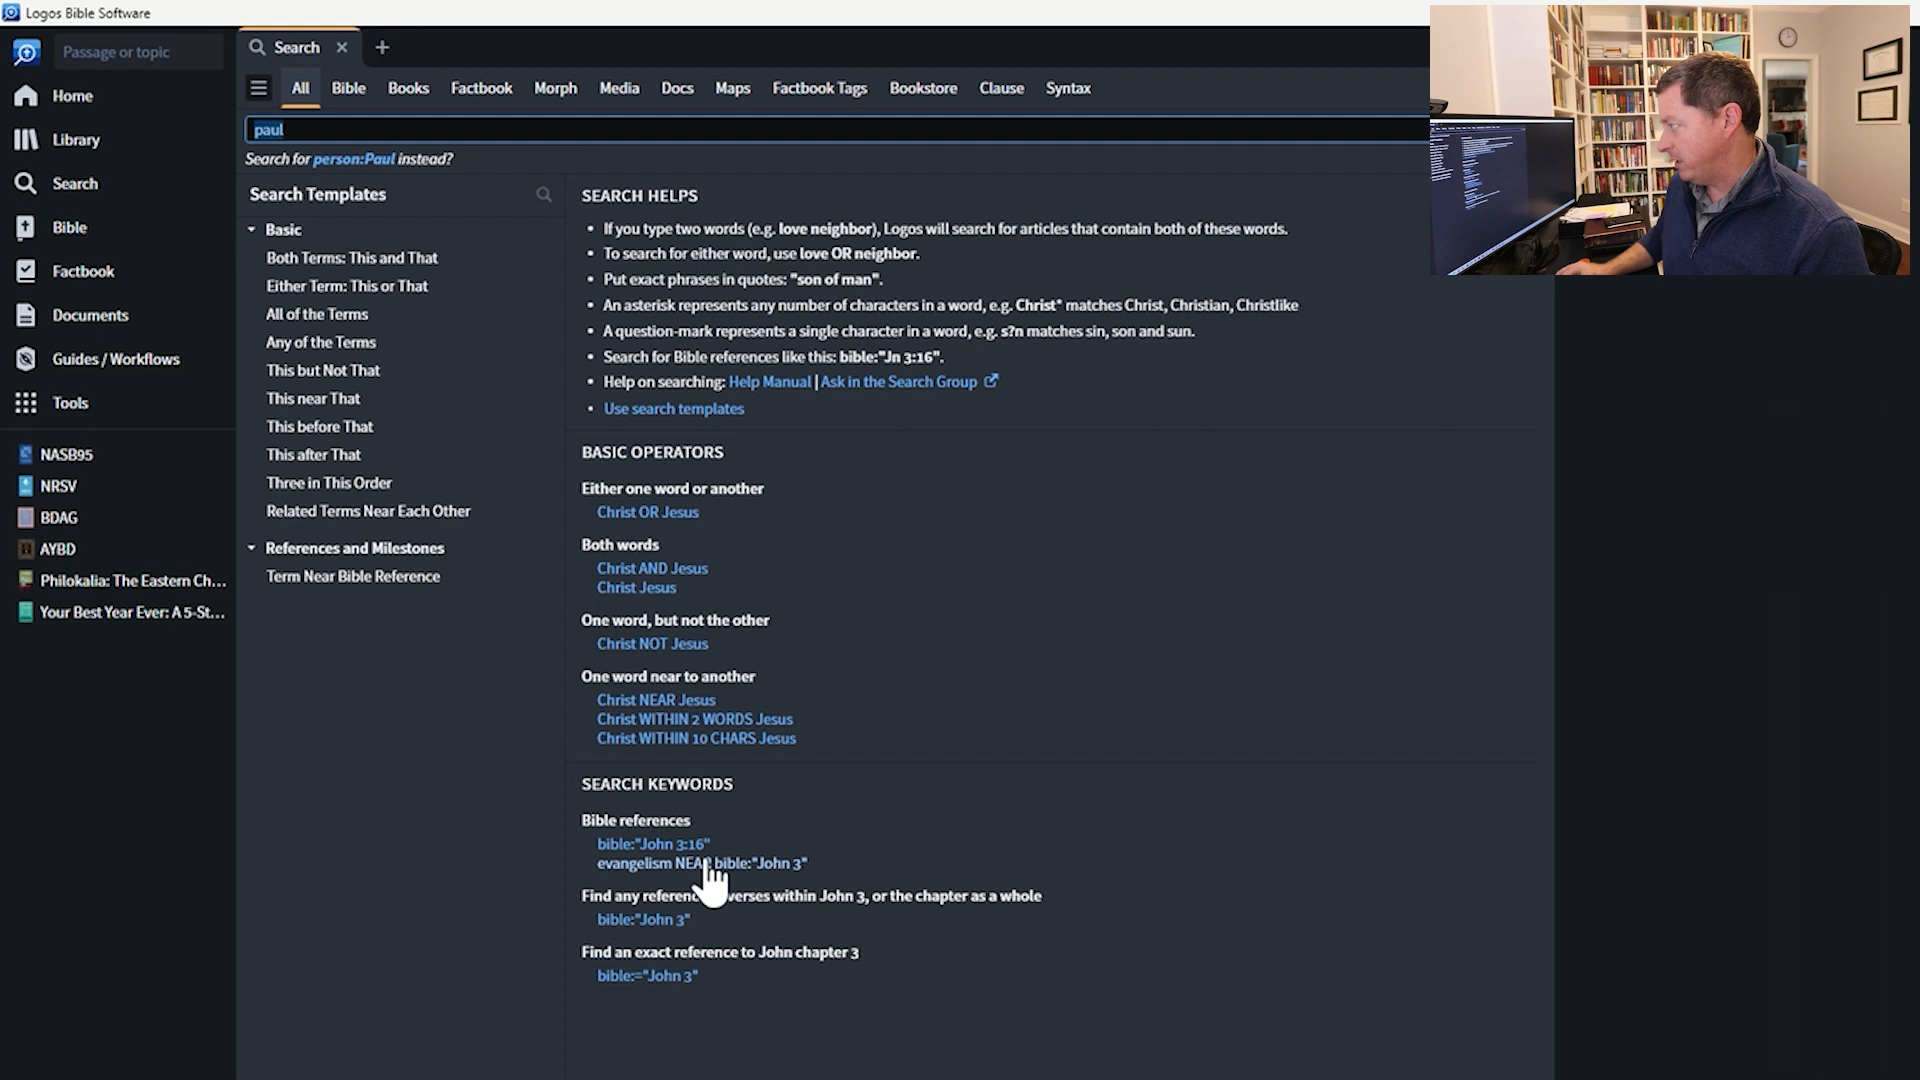 Logos Bible Software
Passage or topic
Home
Library
Search
Bible
Factbook
Documents
Guides / Workflows
Tools
NASB95
NRSV
BDAG
AYBD
Philokalia: The Eastern Ch...
Your Best Year Ever: A 5-St...
Search
All Bible Books Factbook Morph Media Docs Maps Factbook Tags Bookstore Clause Syntax
paul
Search for person:Paul instead?
Search Templates
Basic
Both Terms: This and That
Either Term: This or That
All of the Terms
Any of the Terms
This but Not That
This near That
This before That
This after That
Three in This Order
Related Terms Near Each Other
References and Milestones
Term Near Bible Reference
SEARCH HELPS
• If you type two words (e.g. love neighbor), Logos will search for articles that contain both of these words.
• To search for either word, use love OR neighbor.
• Put exact phrases in quotes: "son of man".
• An asterisk represents any number of characters in a word, e.g. Christ* matches Christ, Christian, Christlike
• A question-mark represents a single character in a word, e.g. s?n matches sin, son and sun.
• Search for Bible references like this: bible:"Jn 3:16".
• Help on searching: Help Manual | Ask in the Search Group
• Use search templates
BASIC OPERATORS
Either one word or another
Christ OR Jesus
Both words
Christ AND Jesus
Christ Jesus
One word, but not the other
Christ NOT Jesus
One word near to another
Christ NEAR Jesus
Christ WITHIN 2 WORDS Jesus
Christ WITHIN 10 CHARS Jesus
SEARCH KEYWORDS
Bible references
bible:"John 3:16"
evangelism NEAR bible:"John 3"
Find any referenc verses within John 3, or the chapter as a whole
bible:"John 3"
Find an exact reference to John chapter 3
bible:="John 3"